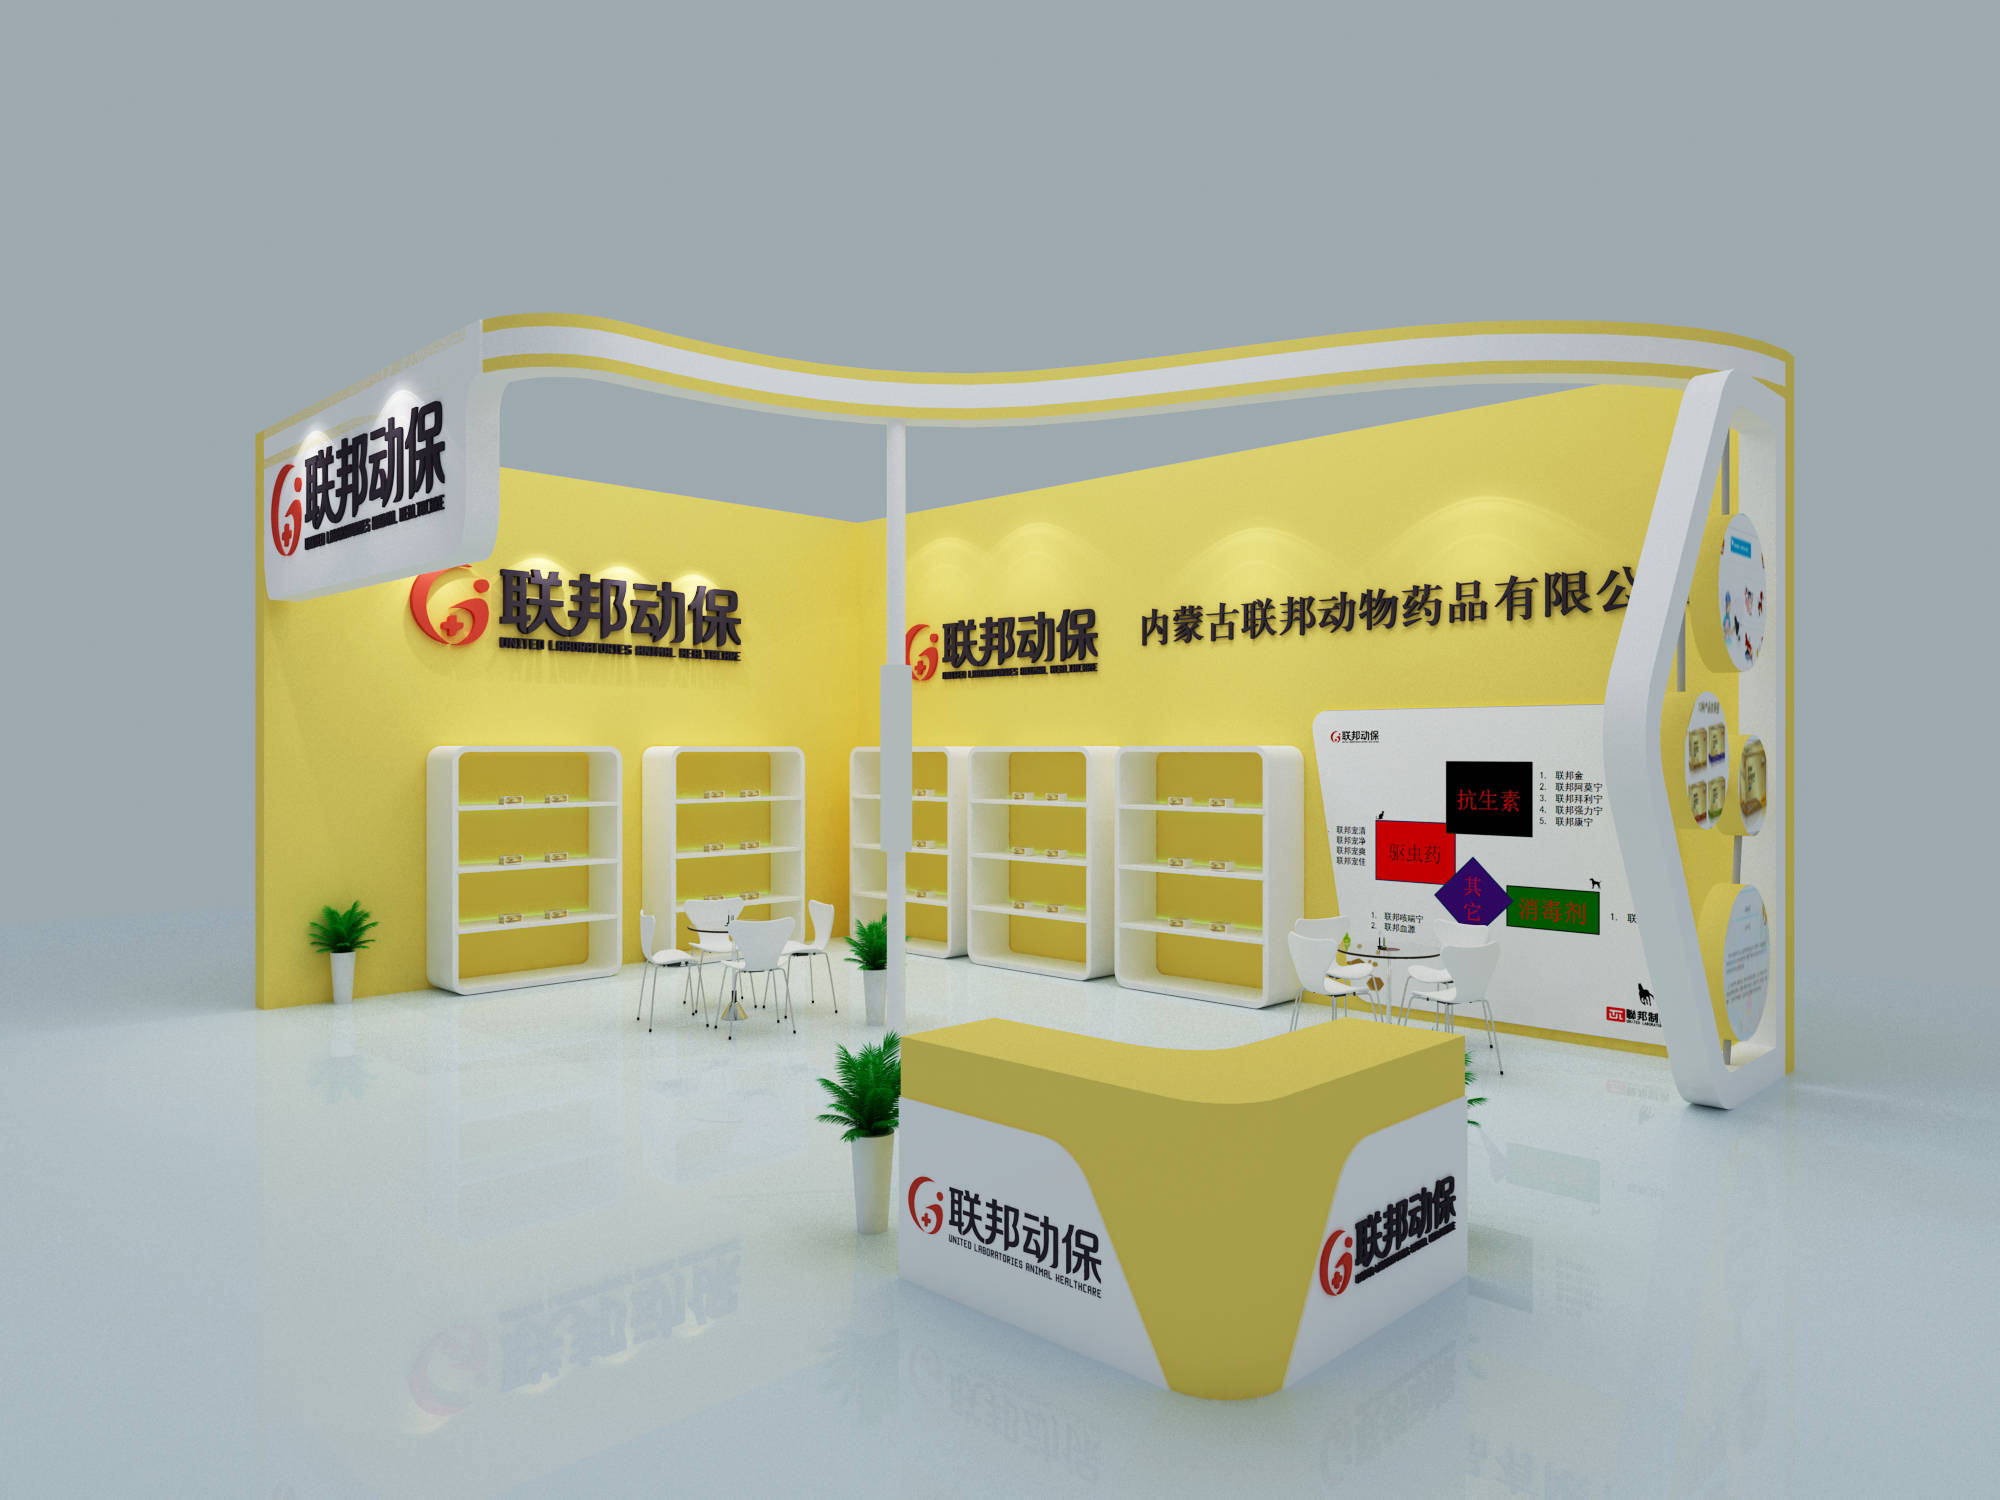 联邦动保
UNITED LABORATORIES ANIMAL HEALTHCARE
联邦动保
UNITED LABORATORIES ANIMAL HEALTHCARE
联邦动保
UNITED LABORATORIES ANIMAL HEALTHCARE
内蒙古联邦动物药品有限公
联邦动保
抗生素
1. 联邦金
2. 联邦阿莫宁
3. 联邦拜利宁
4. 联邦强力宁
5. 联邦康宁
联邦宠清
联邦宠净
联邦宠爽
联邦宠佳
驱虫药
其它
消毒剂
1. 联
1. 联邦咳喘宁
2. 联邦血源
聯邦制
UNITED LABORATO
联邦动保
UNITED LABORATORIES ANIMAL HEALTHCARE
联邦动保
UNITED LABORATORIES ANIMAL HEALTHCARE